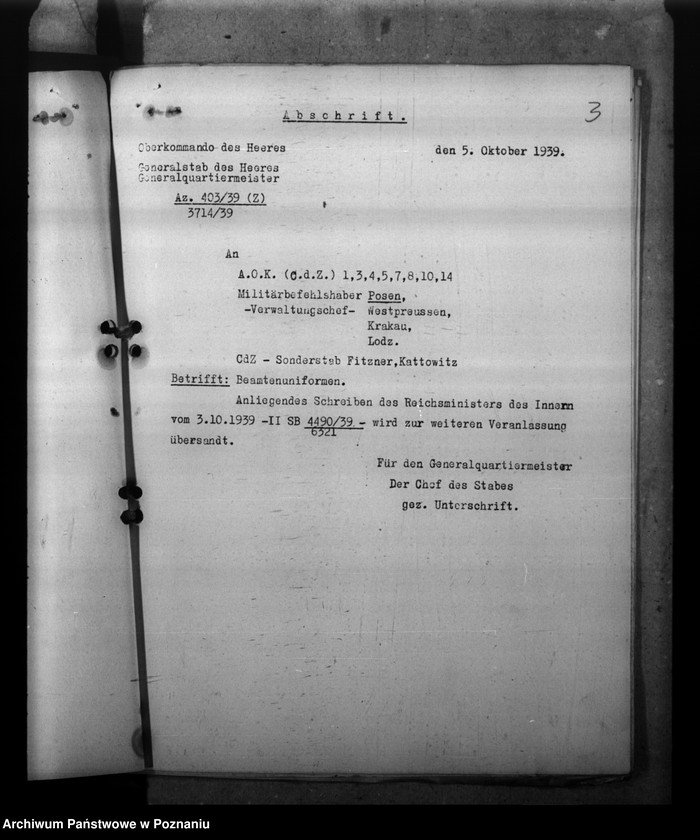 3
Abschrift.
Oberkommando des Heeres
den 5. Oktober 1939.
Generalstab des Heeres
Generalquartiermeister
Az. 403/39 (Z)
3714/39
An
A.O.K. (C.d.Z.) 1,3,4,5,7,8,10,14
Militärbefehlshaber Posen,
-Verwaltungschef- Westpreussen,
Krakau,
Lodz.
CdZ - Sonderstab Fitzner,Kattowitz
Betrifft: Beamtenuniformen.
Anliegendes Schreiben des Reichsministers des Innern
vom 3.10.1939 -II SB 4490/39 - wird zur weiteren Veranlassung
6321
übersandt.
Für den Generalquartiermeister
Der Chef des Stabes
gez. Unterschrift.
Archiwum Państwowe w Poznaniu